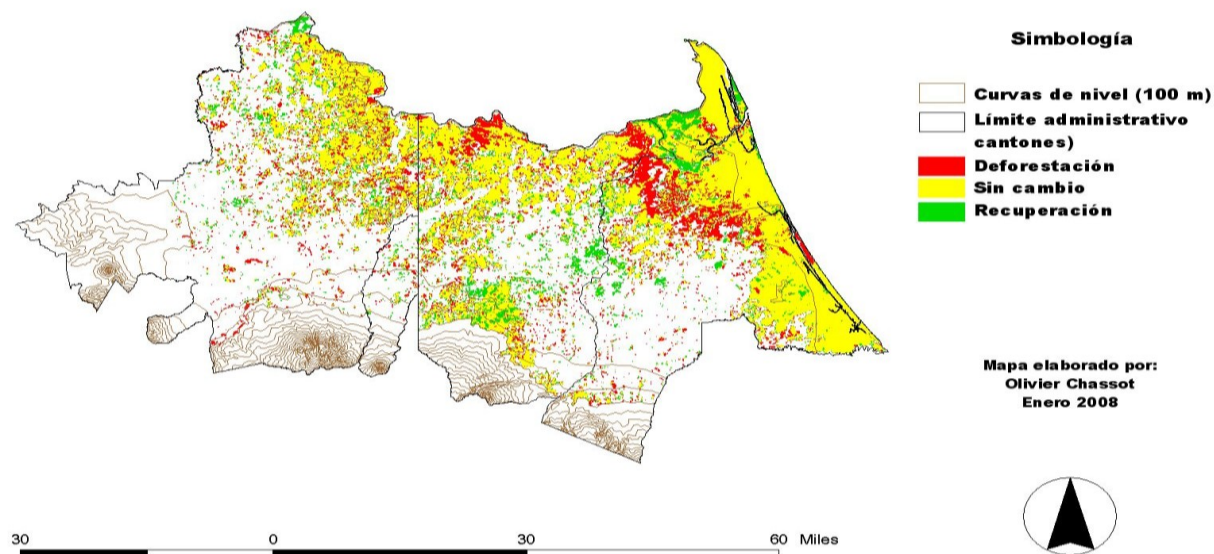 Simbología
Curvas de nivel (100 m)
Límite administrativo
cantones)
Deforestación
Sin cambio
Recuperación
Mapa elaborado por:
Olivier Chassot
Enero 2008
30 0 30 60 Miles